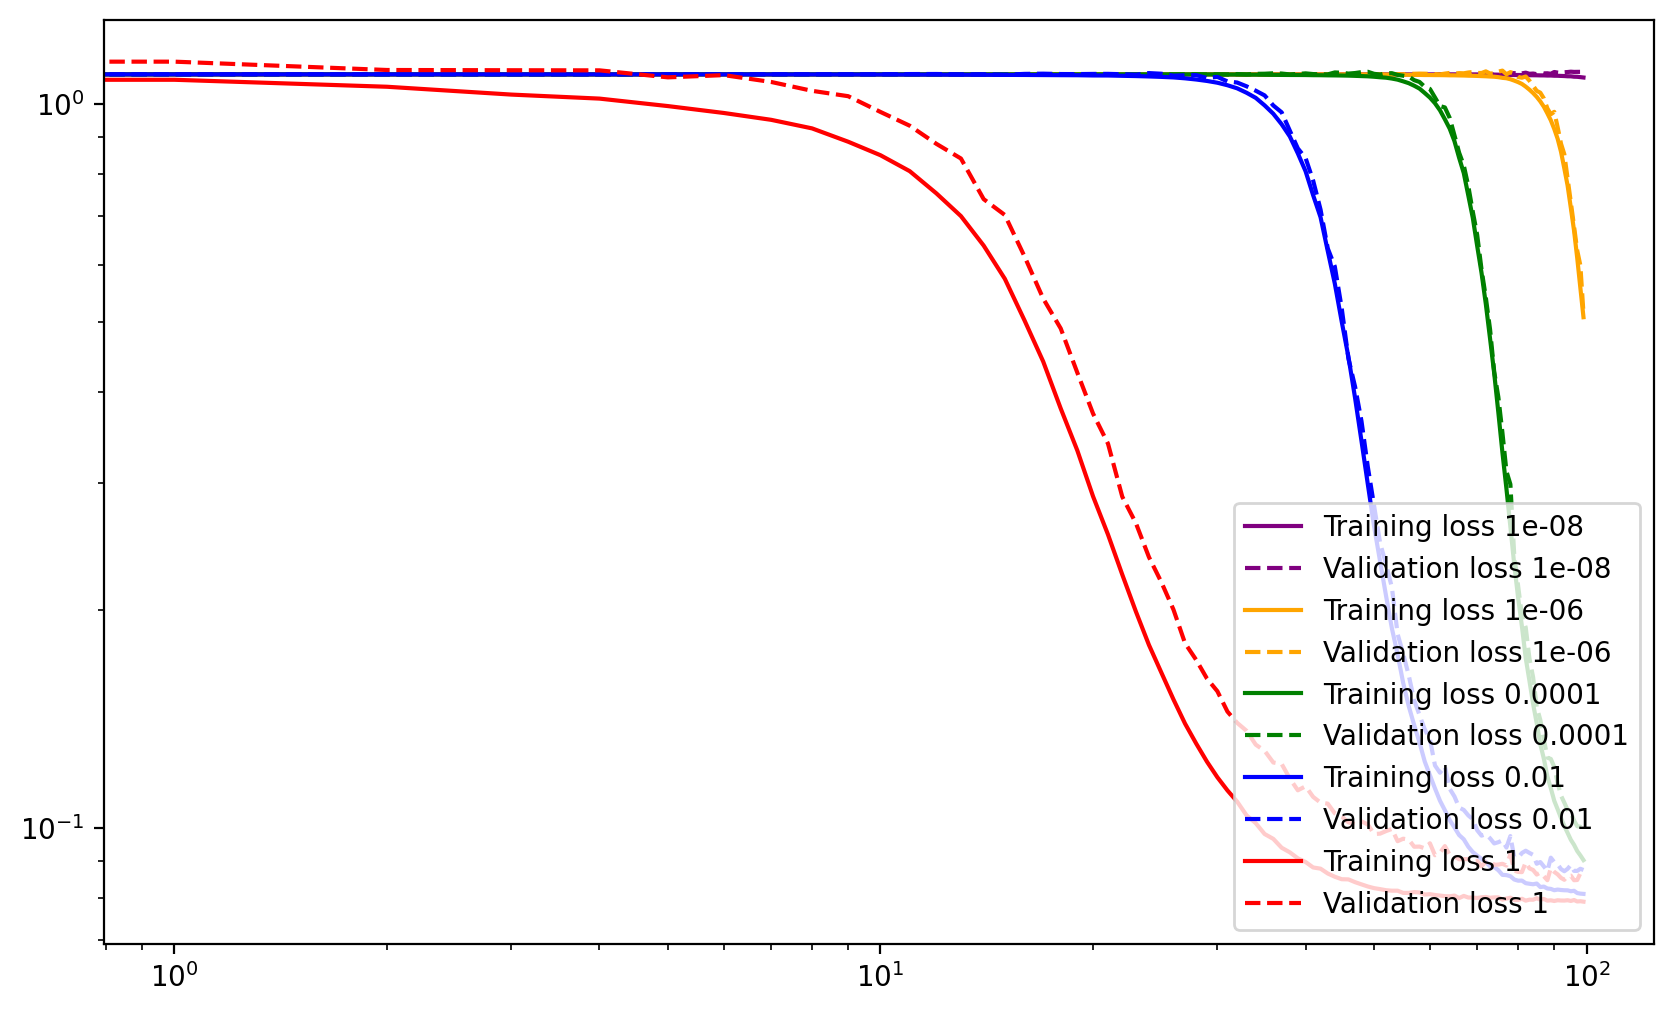 10⁰
10⁻¹
Training loss 1e-08
Validation loss 1e-08
Training loss 1e-06
Validation loss 1e-06
Training loss 0.0001
Validation loss 0.0001
Training loss 0.01
Validation loss 0.01
Training loss 1
Validation loss 1
10⁰ 10¹ 10²